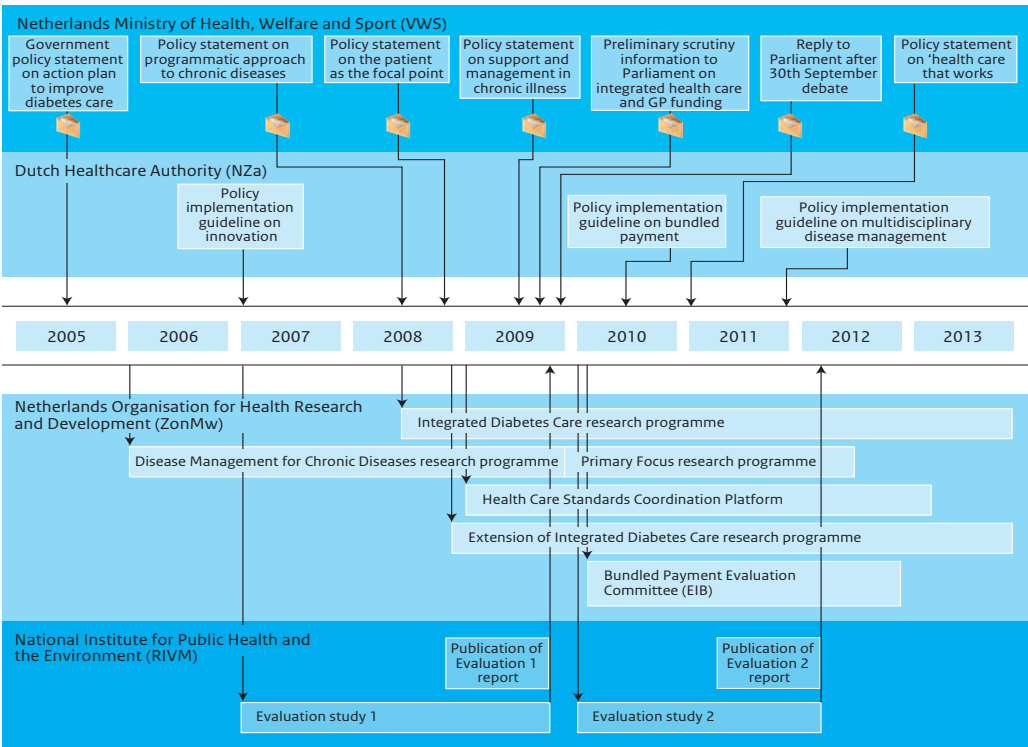 Netherlands Ministry of Health, Welfare and Sport (VWS)
Government
policy statement
on action plan
to improve
diabetes care
Policy statement on
programmatic approach
to chronic diseases
Policy statement
on the patient
as the focal point
Policy statement
on support and
management in
chronic illness
Preliminary scrutiny
information to
Parliament on
integrated health care
and GP funding
Reply to
Parliament after
30th September
debate
Policy statement
on ‘health care
that works
Dutch Healthcare Authority (NZa)
Policy
implementation
guideline on
innovation
Policy implementation
guideline on bundled
payment
Policy implementation
guideline on multidisciplinary
disease management
2005
2006
2007
2008
2009
2010
2011
2012
2013
Netherlands Organisation for Health Research
and Development (ZonMw)
Integrated Diabetes Care research programme
Disease Management for Chronic Diseases research programme
Primary Focus research programme
Health Care Standards Coordination Platform
Extension of Integrated Diabetes Care research programme
Bundled Payment Evaluation
Committee (EIB)
National Institute for Public Health and
the Environment (RIVM)
Publication of
Evaluation 1
report
Publication of
Evaluation 2
report
Evaluation study 1
Evaluation study 2